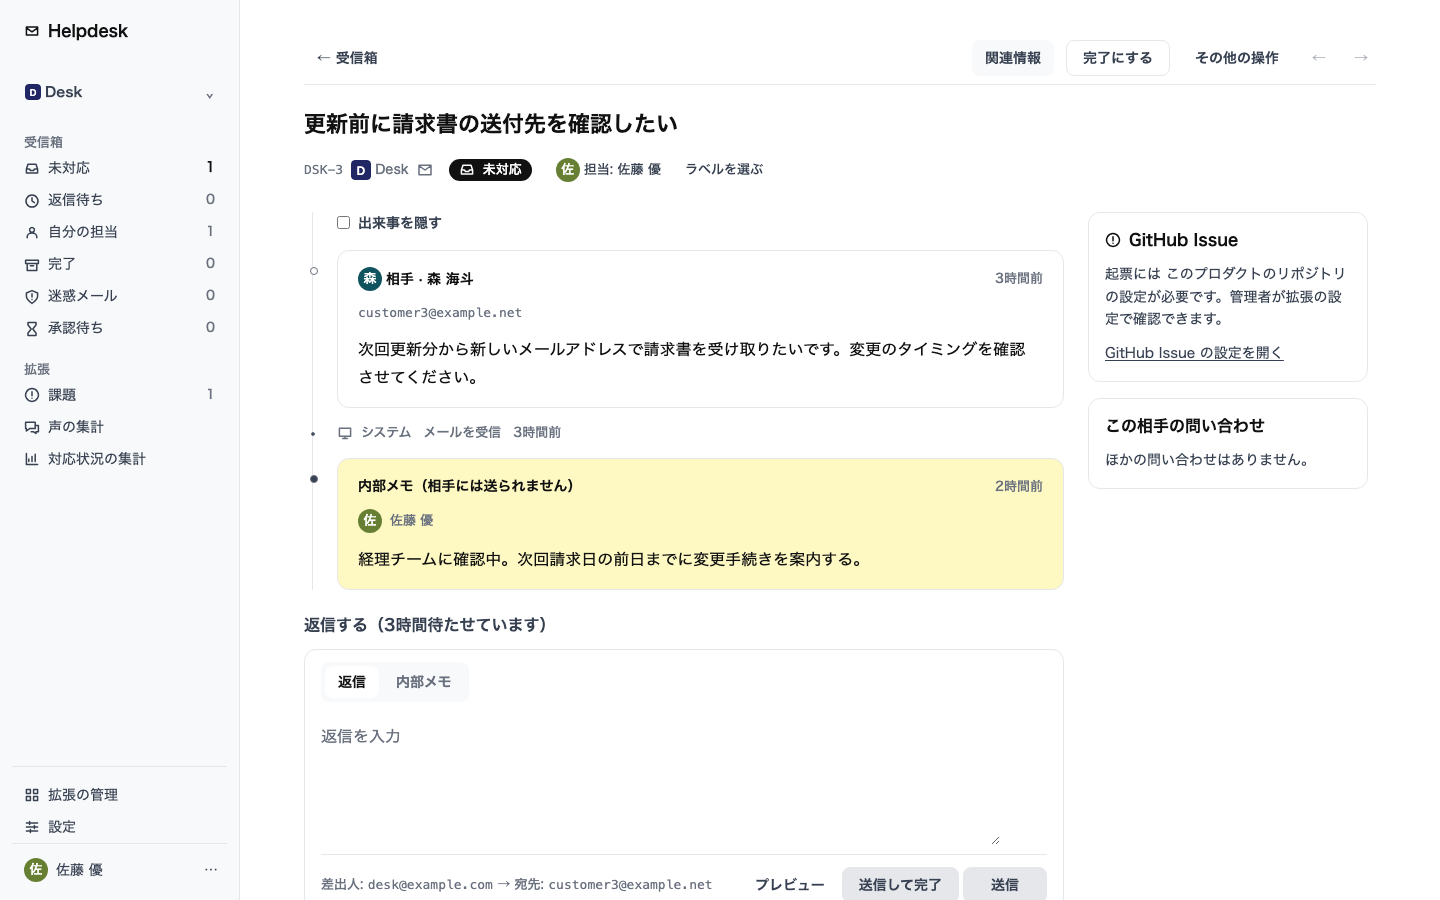 Helpdesk
D Desk
受信箱
未対応 1
返信待ち 0
自分の担当 1
完了 0
迷惑メール 0
承認待ち 0
拡張
課題 1
声の集計
対応状況の集計
拡張の管理
設定
佐 佐藤 優 …
← 受信箱
関連情報 完了にする その他の操作 ← →
更新前に請求書の送付先を確認したい
DSK-3 D Desk 未対応 佐 担当: 佐藤 優 ラベルを選ぶ
出来事を隠す
森 相手 · 森 海斗 3時間前
customer3@example.net
次回更新分から新しいメールアドレスで請求書を受け取りたいです。変更のタイミングを確認
させてください。
システム メールを受信 3時間前
内部メモ（相手には送られません） 2時間前
佐 佐藤 優
経理チームに確認中。次回請求日の前日までに変更手続きを案内する。
返信する（3時間待たせています）
返信 内部メモ
返信を入力
差出人: desk@example.com → 宛先: customer3@example.net プレビュー 送信して完了 送信
GitHub Issue
起票には このプロダクトのリポジトリ
の設定が必要です。管理者が拡張の設
定で確認できます。
GitHub Issue の設定を開く
この相手の問い合わせ
ほかの問い合わせはありません。